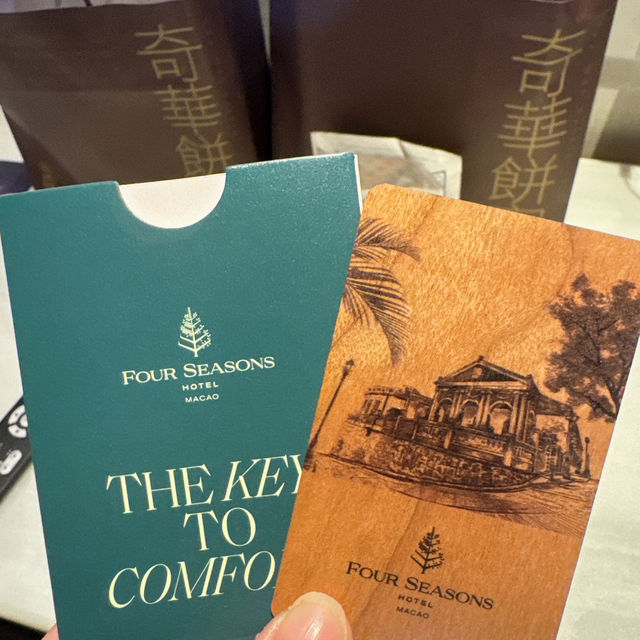 奇華餅
奇華餅
FOUR SEASONS
HOTEL
MACAO
THE KEY
TO
COMFO
FOUR SEASONS
HOTEL
MACAO